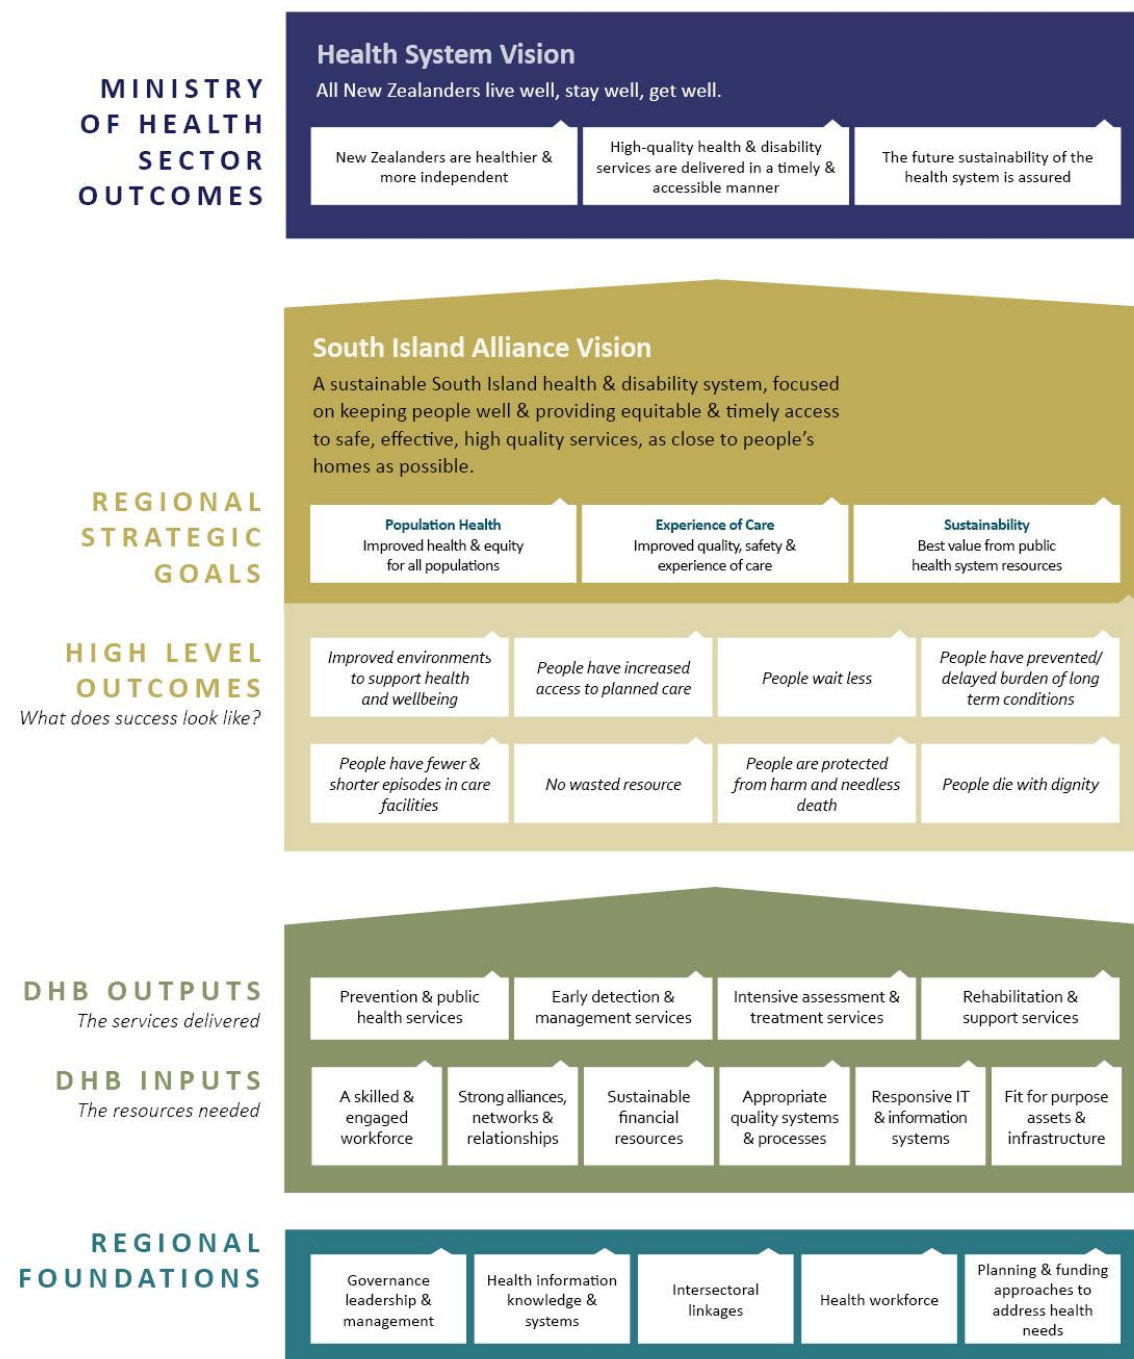 MINISTRY
OF HEALTH
SECTOR
OUTCOMES
Health System Vision
All New Zealanders live well, stay well, get well.
New Zealanders are healthier &
more independent
High-quality health & disability
services are delivered in a timely &
accessible manner
The future sustainability of the
health system is assured
South Island Alliance Vision
A sustainable South Island health & disability system, focused
on keeping people well & providing equitable & timely access
to safe, effective, high quality services, as close to people's
homes as possible.
REGIONAL
STRATEGIC
GOALS
Population Health
Improved health & equity
for all populations
Experience of Care
Improved quality, safety &
experience of care
Sustainability
Best value from public
health system resources
HIGH LEVEL
OUTCOMES
What does success look like?
Improved environments
to support health
and wellbeing
People have increased
access to planned care
People wait less
People have prevented/
delayed burden of long
term conditions
People have fewer &
shorter episodes in care
facilities
No wasted resource
People are protected
from harm and needless
death
People die with dignity
DHB OUTPUTS
The services delivered
Prevention & public
health services
Early detection &
management services
Intensive assessment &
treatment services
Rehabilitation &
support services
DHB INPUTS
The resources needed
A skilled &
engaged
workforce
Strong alliances,
networks &
relationships
Sustainable
financial
resources
Appropriate
quality systems
& processes
Responsive IT
& information
systems
Fit for purpose
assets &
infrastructure
REGIONAL
FOUNDATIONS
Governance
leadership &
management
Health information
knowledge &
systems
Intersectoral
linkages
Health workforce
Planning & funding
approaches to
address health
needs